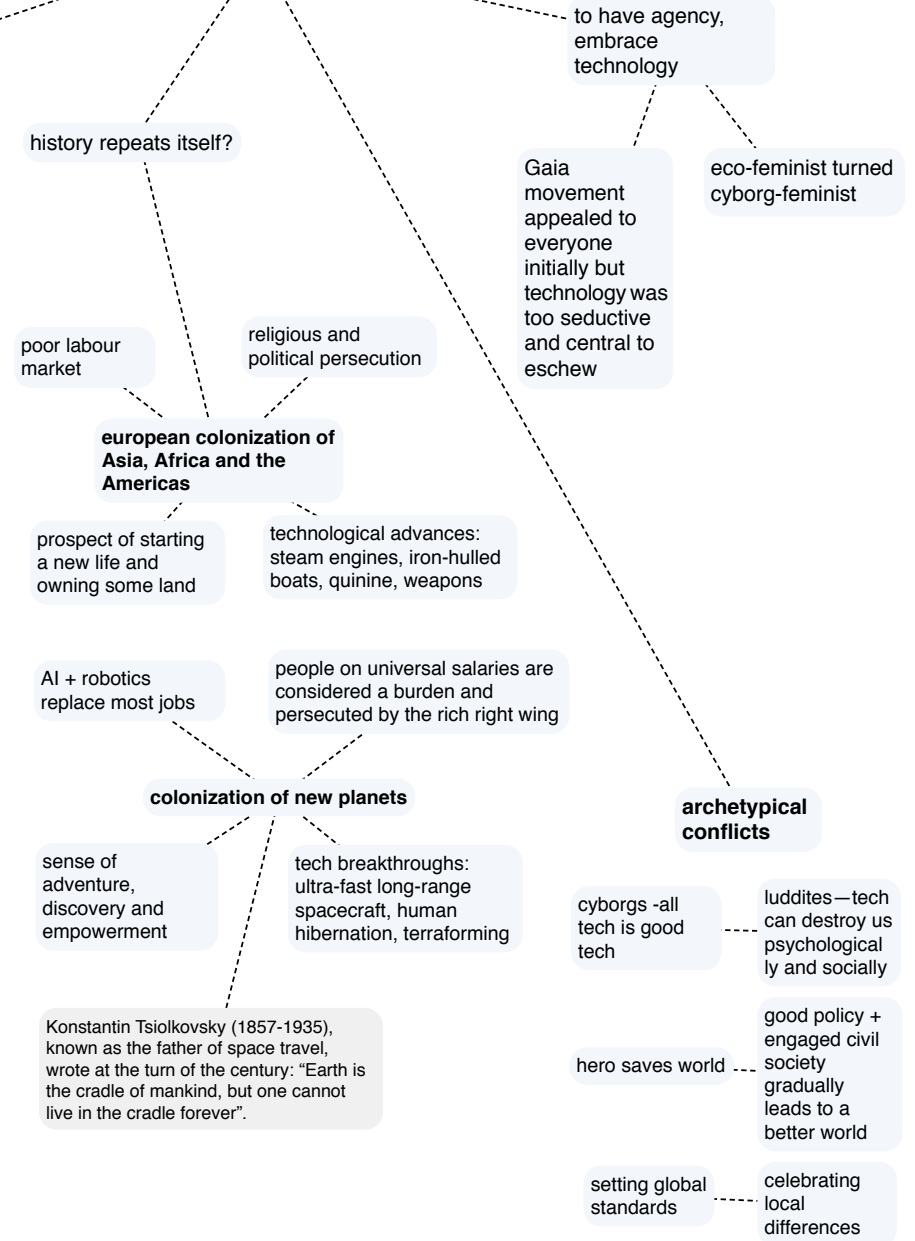 to have agency,
embrace
technology
history repeats itself?
Gaia
movement
appealed to
everyone
initially but
technology was
too seductive
and central to
eschew
eco-feminist turned
cyborg-feminist
poor labour
market
religious and
political persecution
european colonization of
Asia, Africa and the
Americas
prospect of starting
a new life and
owning some land
technological advances:
steam engines, iron-hulled
boats, quinine, weapons
AI + robotics
replace most jobs
people on universal salaries are
considered a burden and
persecuted by the rich right wing
colonization of new planets
sense of
adventure,
discovery and
empowerment
tech breakthroughs:
ultra-fast long-range
spacecraft, human
hibernation, terraforming
Konstantin Tsiolkovsky (1857-1935),
known as the father of space travel,
wrote at the turn of the century: “Earth is
the cradle of mankind, but one cannot
live in the cradle forever”.
archetypical
conflicts
cyborgs -all
tech is good
tech
luddites—tech
can destroy us
psychological
ly and socially
hero saves world
good policy +
engaged civil
society
gradually
leads to a
better world
setting global
standards
celebrating
local
differences